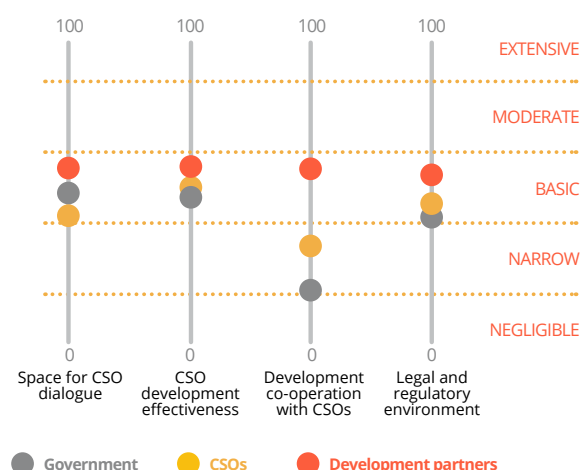 100 100 100 100
EXTENSIVE
MODERATE
BASIC
NARROW
NEGLIGIBLE
0 0 0 0
Space for CSO
dialogue
CSO
development
effectiveness
Development
co-operation
with CSOs
Legal and
regulatory
environment
Government CSOs Development partners